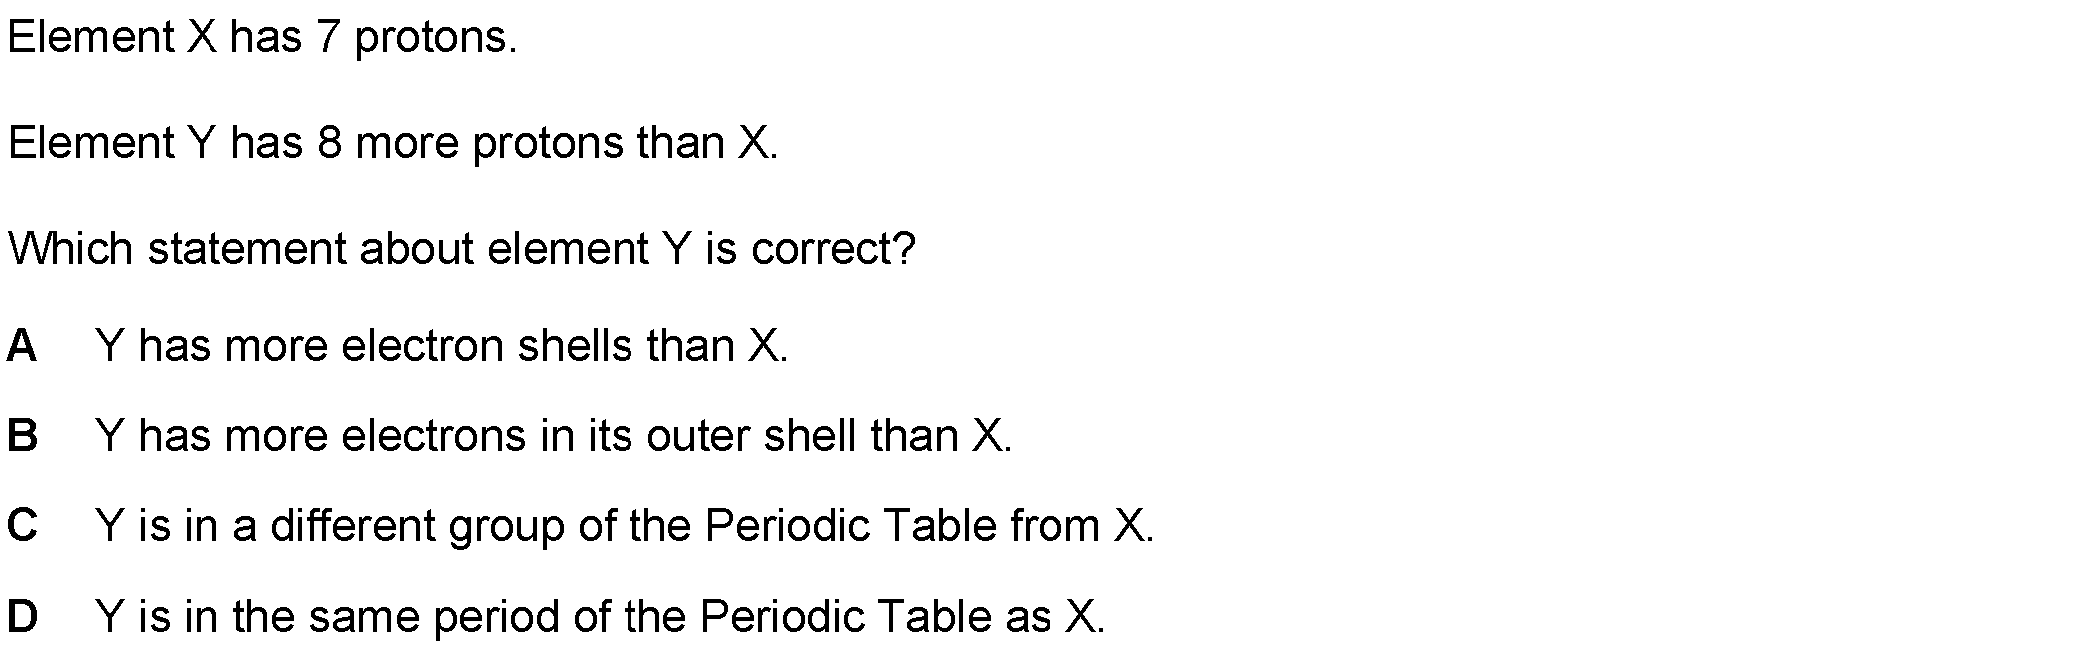 Element X has 7 protons.
Element Y has 8 more protons than X.
Which statement about element Y is correct?
A Y has more electron shells than X.
B Y has more electrons in its outer shell than X.
C Y is in a different group of the Periodic Table from X.
D Y is in the same period of the Periodic Table as X.